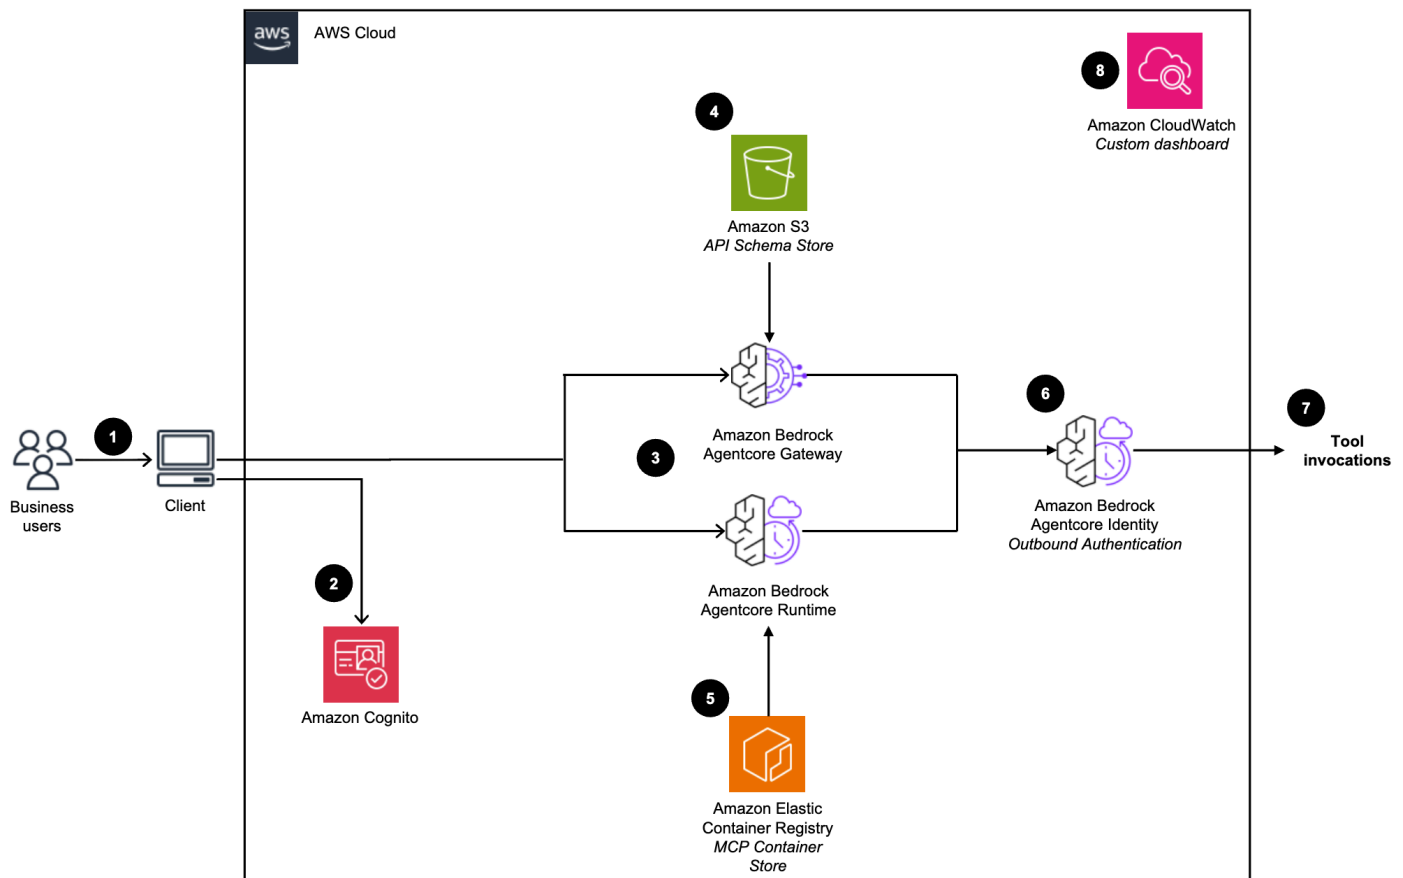 aws
AWS Cloud
8
Amazon CloudWatch
Custom dashboard
4
Amazon S3
API Schema Store
1
Business
users
Client
3
Amazon Bedrock
Agentcore Gateway
6
Amazon Bedrock
Agentcore Identity
Outbound Authentication
7
Tool
invocations
2
Amazon Cognito
Amazon Bedrock
Agentcore Runtime
5
Amazon Elastic
Container Registry
MCP Container
Store